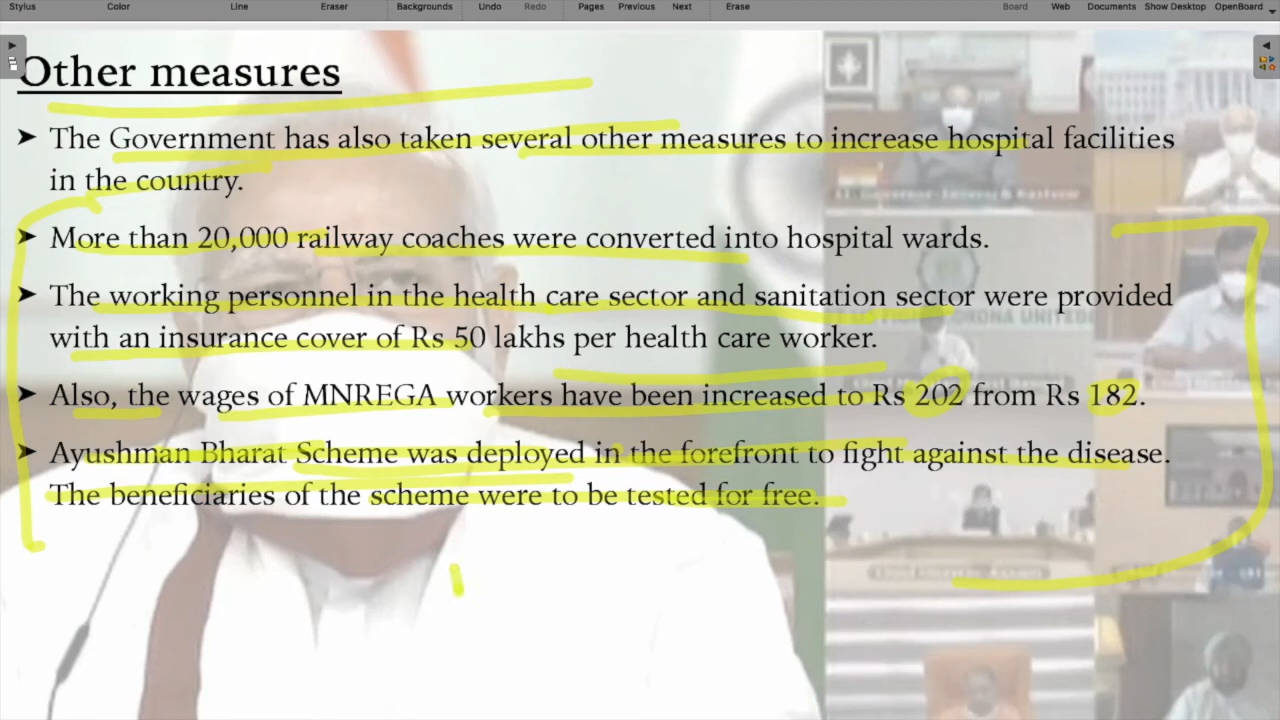 Stylus Color Line Eraser Backgrounds Undo Redo Pages Previous Next Erase Board Web Documents Show Desktop OpenBoard
Other measures
➤ The Government has also taken several other measures to increase hospital facilities
in the country.
➤ More than 20,000 railway coaches were converted into hospital wards.
➤ The working personnel in the health care sector and sanitation sector were provided
with an insurance cover of Rs 50 lakhs per health care worker.
➤ Also, the wages of MNREGA workers have been increased to Rs 202 from Rs 182.
➤ Ayushman Bharat Scheme was deployed in the forefront to fight against the disease.
The beneficiaries of the scheme were to be tested for free.